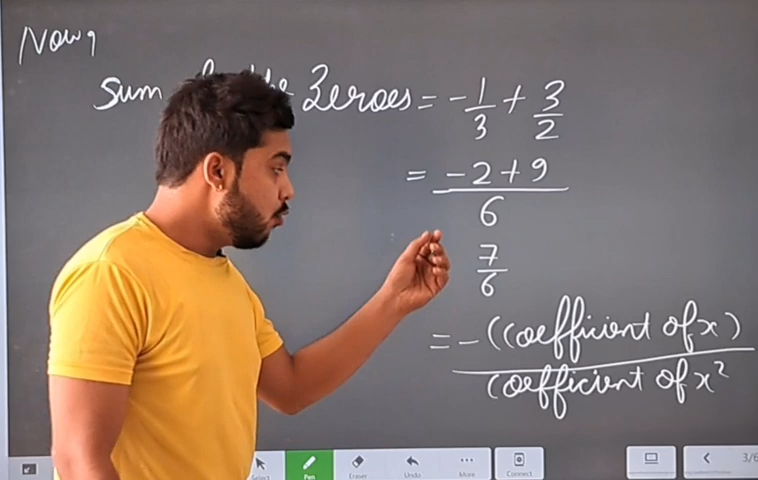 Now,
Sum the Zeroes = -1/3 + 3/2
= -2+9/6
7/6
= -(coefficient of x)/coefficient of x²
Select Pen Eraser Undo More Connect 3/6